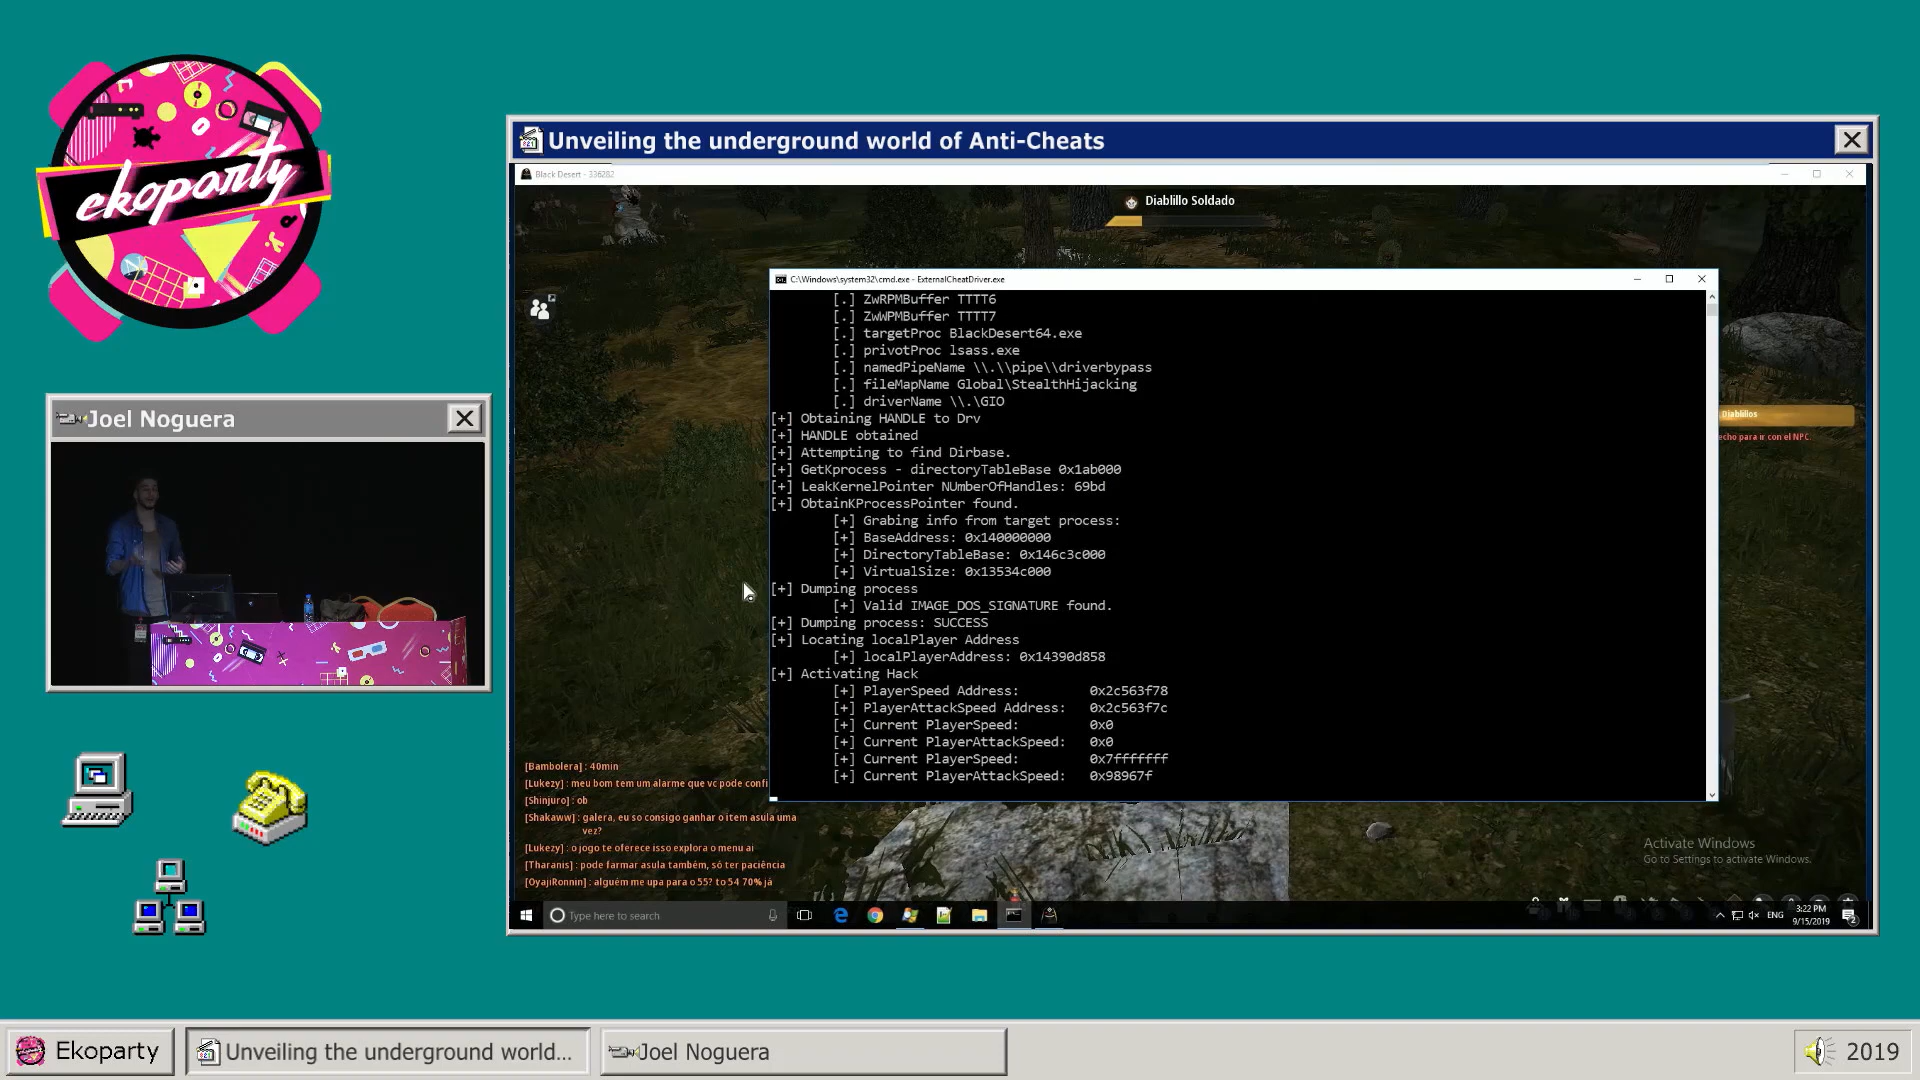 ekoparty
Unveiling the underground world of Anti-Cheats
Black Desert - 336282
Diablillo Soldado
C:\Windows\system32\cmd.exe - ExternalCheatDriver.exe
[.] ZwRPMBuffer TTTT6
[.] ZwWPMBuffer TTTT7
[.] targetProc BlackDesert64.exe
[.] privotProc lsass.exe
[.] namedPipeName \\.\\pipe\\driverbypass
[.] fileMapName Global\StealthHijacking
[.] driverName \\.\GIO
[+] Obtaining HANDLE to Drv
[+] HANDLE obtained
[+] Attempting to find Dirbase.
[+] GetKprocess - directoryTableBase 0x1ab000
[+] LeakKernelPointer NUmberOfHandles: 69bd
[+] ObtainKProcessPointer found.
[+] Grabing info from target process:
[+] BaseAddress: 0x140000000
[+] DirectoryTableBase: 0x146c3c000
[+] VirtualSize: 0x13534c000
[+] Dumping process
[+] Valid IMAGE_DOS_SIGNATURE found.
[+] Dumping process: SUCCESS
[+] Locating localPlayer Address
[+] localPlayerAddress: 0x14390d858
[+] Activating Hack
[+] PlayerSpeed Address: 0x2c563f78
[+] PlayerAttackSpeed Address: 0x2c563f7c
[+] Current PlayerSpeed: 0x0
[+] Current PlayerAttackSpeed: 0x0
[+] Current PlayerSpeed: 0x7fffffff
[+] Current PlayerAttackSpeed: 0x98967f
Diablillos
echo para ir con el NPC.
[Bambolera] : 40min
[Lukezy] : meu bom tem um alarme que vc pode confi
[Shinjuro] : ob
[Shakaww] : galera, eu so consigo ganhar o item asula uma
vez?
[Lukezy] : o jogo te oferece isso explora o menu ai
[Tharanis] : pode farmar asula também, só ter paciência
[OyajiRonnin] : alguém me upa para o 55? to 54 70% já
Activate Windows
Go to Settings to activate Windows.
Type here to search
ENG
3:22 PM
9/15/2019
2
Joel Noguera
Ekoparty
Unveiling the underground world...
Joel Noguera
2019